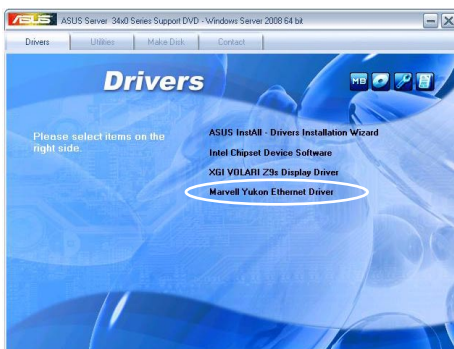 ASUS Server 34x0 Series Support DVD - Windows Server 2008 64 bit
Drivers
Utilities
Make Disk
Contact
Drivers
MB
Please select items on the
right side.
ASUS InstAll - Drivers Installation Wizard
Intel Chipset Device Software
XGI VOLARI Z9s Display Driver
Marvell Yukon Ethernet Driver